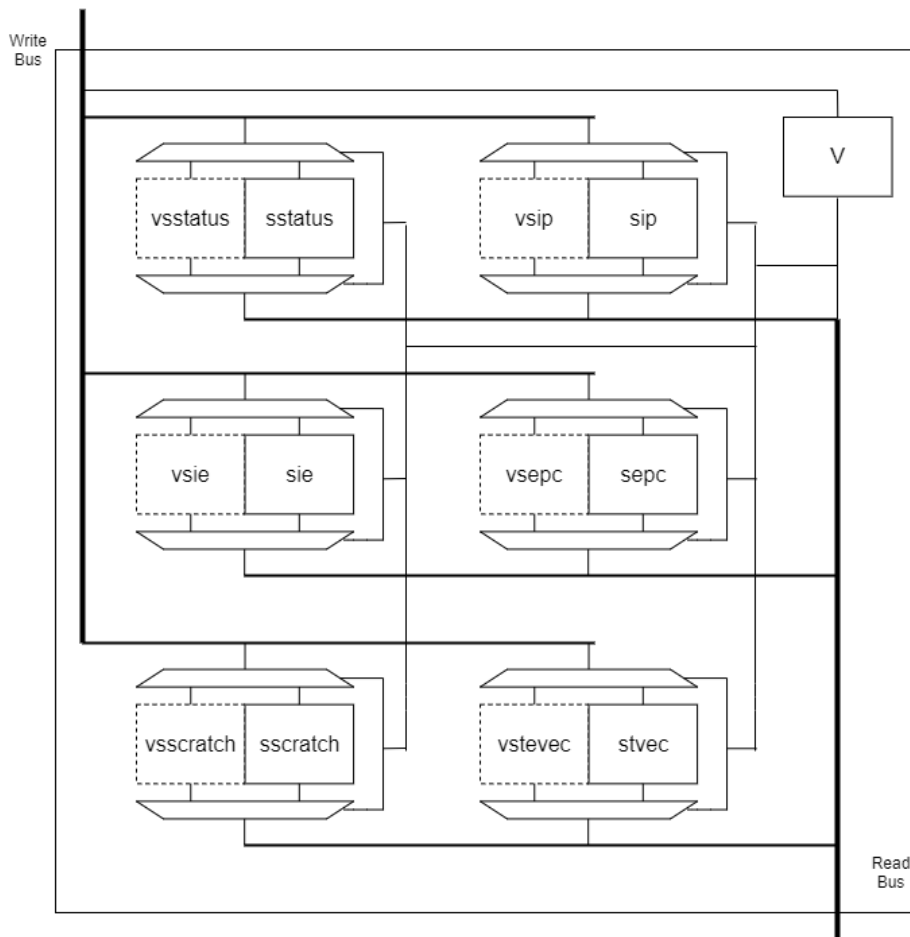 Write
Bus
V
vsstatus
sstatus
vsip
sip
vsie
sie
vsepc
sepc
vsscratch
sscratch
vstevec
stvec
Read
Bus